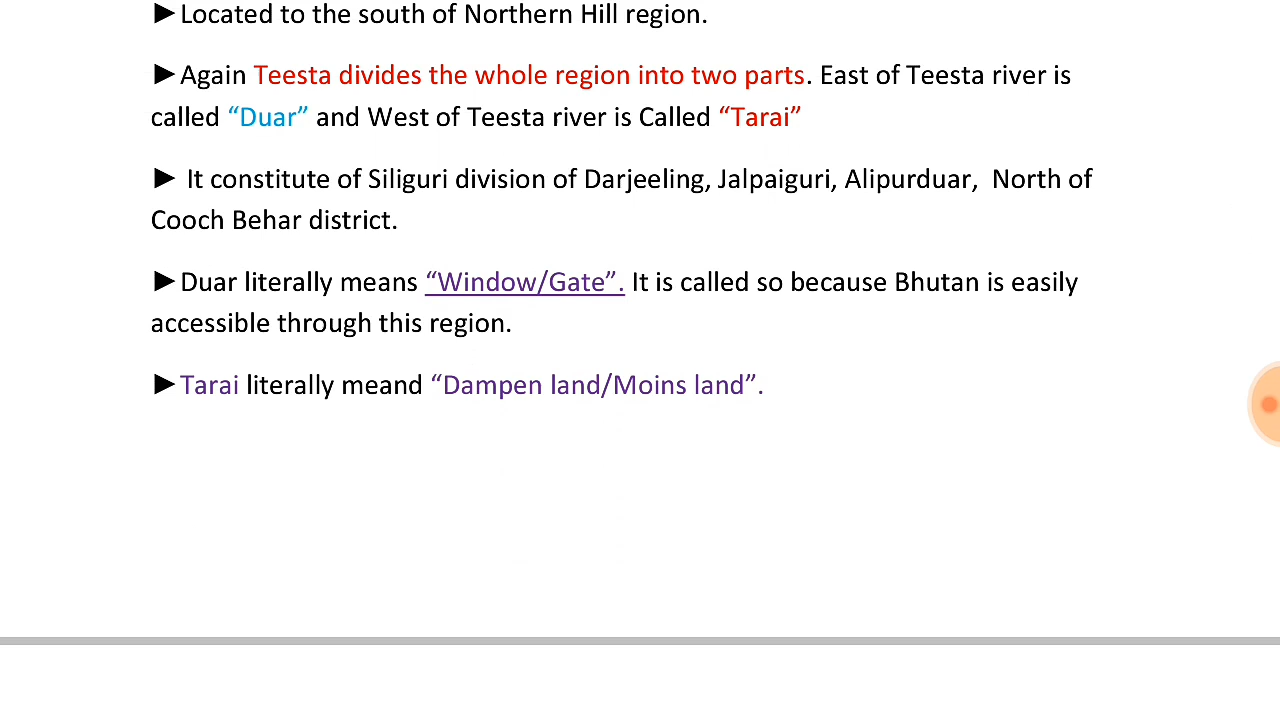 ►Located to the south of Northern Hill region.
►Again Teesta divides the whole region into two parts. East of Teesta river is
called “Duar” and West of Teesta river is Called “Tarai”
► It constitute of Siliguri division of Darjeeling, Jalpaiguri, Alipurduar,  North of
Cooch Behar district.
►Duar literally means “Window/Gate”. It is called so because Bhutan is easily
accessible through this region.
►Tarai literally meand “Dampen land/Moins land”.